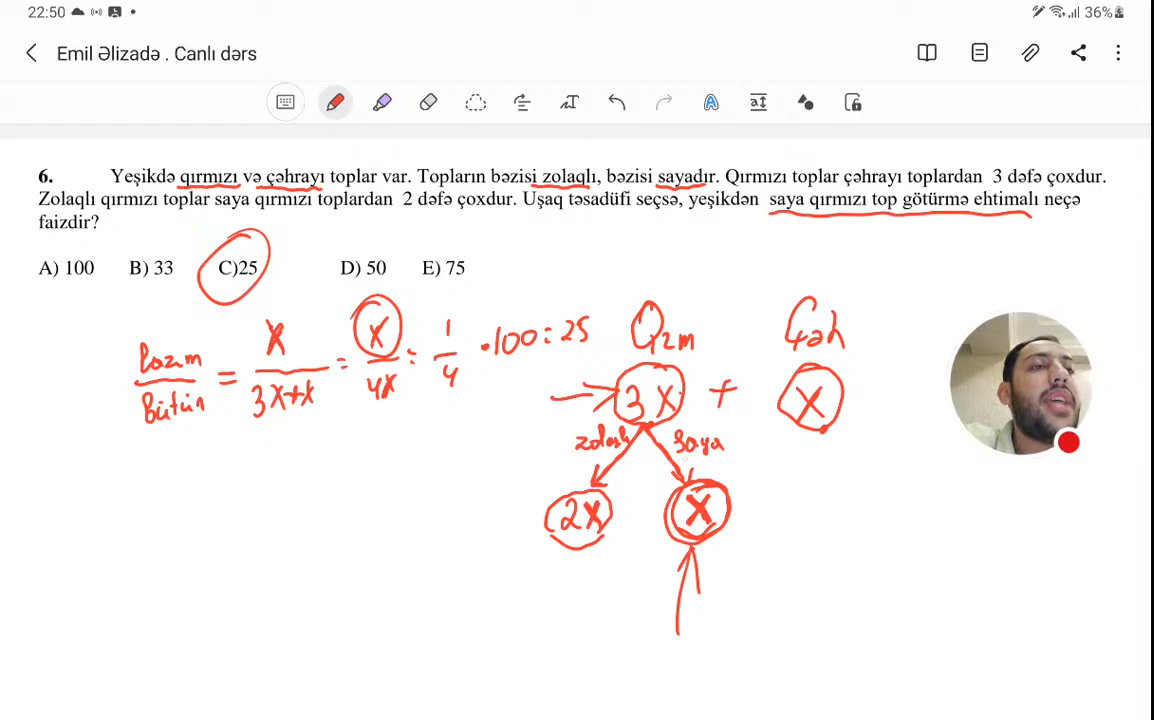 22:50 36%
Emil Əlizadə . Canlı dərs
6. Yeşikdə qırmızı və çəhrayı toplar var. Topların bəzisi zolaqlı, bəzisi sayadır. Qırmızı toplar çəhrayı toplardan 3 dəfə çoxdur.
Zolaqlı qırmızı toplar saya qırmızı toplardan 2 dəfə çoxdur. Uşaq təsadüfi seçsə, yeşikdən saya qırmızı top götürmə ehtimalı neçə
faizdir?
A) 100 B) 33 C)25 D) 50 E) 75
Qızm Çəh
lazım / bütün = x / 3x+x = x / 4x = 1 / 4 · 100 : 25
3x + x
zolaqlı saya
2x x